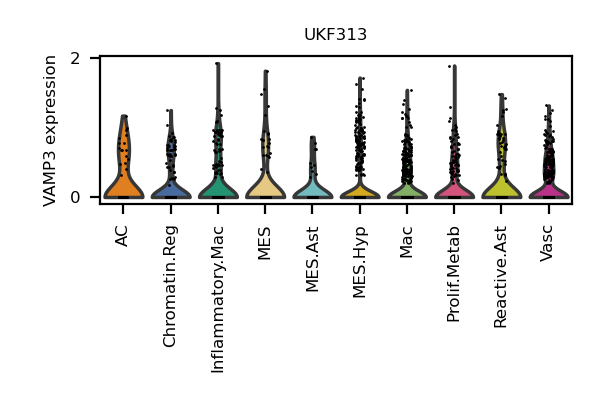 UKF313
VAMP3 expression
2
0
AC
Chromatin.Reg
Inflammatory.Mac
MES
MES.Ast
MES.Hyp
Mac
Prolif.Metab
Reactive.Ast
Vasc